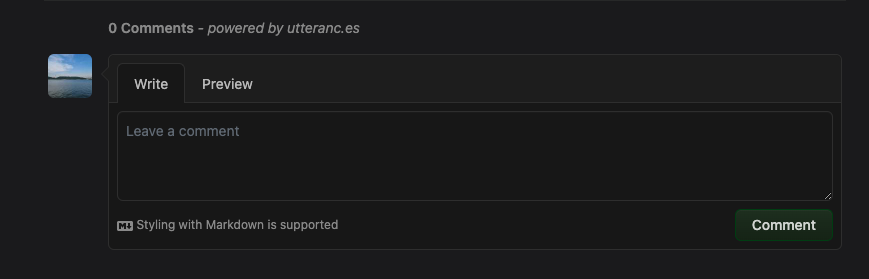 0 Comments - powered by utteranc.es
Write
Preview
Leave a comment
Styling with Markdown is supported
Comment